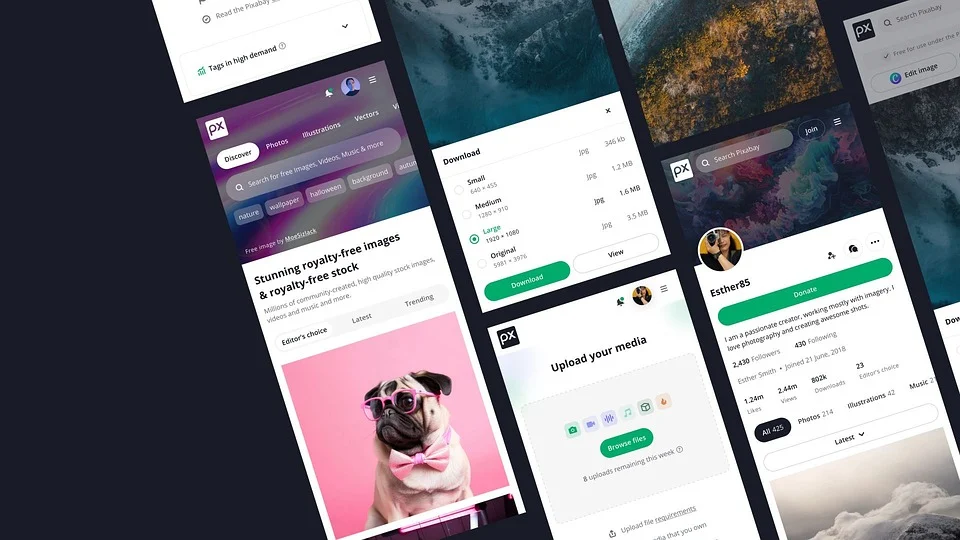 Read the Pixabay
Tags in high demand
px
Discover
Photos
Illustrations
Vectors
Search for free Images, Videos, Music & more
nature
wallpaper
halloween
background
autum
Free image by MoeSizlack
Stunning royalty-free images
& royalty-free stock
Millions of community-created, high quality stock images,
videos and music and more.
Editor's choice
Latest
Trending
Download
Small
640 × 455
Jpg
346 kb
Medium
1280 × 910
Jpg
1.2 MB
Large
1920 × 1080
Jpg
1.6 MB
Original
5981 × 3976
Jpg
3.5 MB
Download
View
px
Upload your media
Browse files
8 uploads remaining this week
Upload file requirements
media that you own
px
Search Pixabay
Join
Esther85
Donate
I am a passionate creator, working mostly with imagery. I
love photography and creating awesome shots.
2,430 Followers
430 Following
Esther Smith • Joined 21 June, 2018
1.24m
Likes
2.44m
Views
802k
Downloads
23
Editor's choice
All 425
Photos 214
Illustrations 42
Music 2
Latest
px
Search Pixabay
Free for use under the P
Edit image
Dow